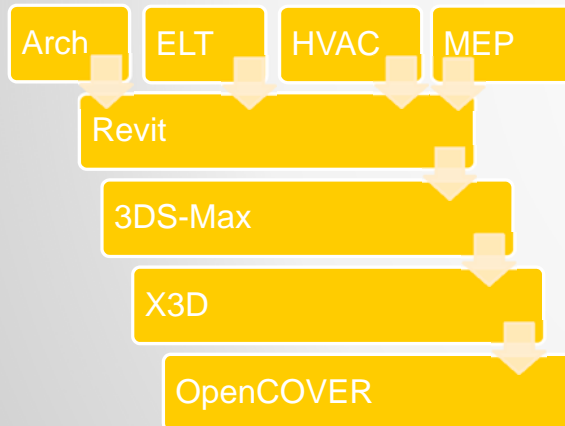 Arch ELT HVAC MEP
Revit
3DS-Max
X3D
OpenCOVER